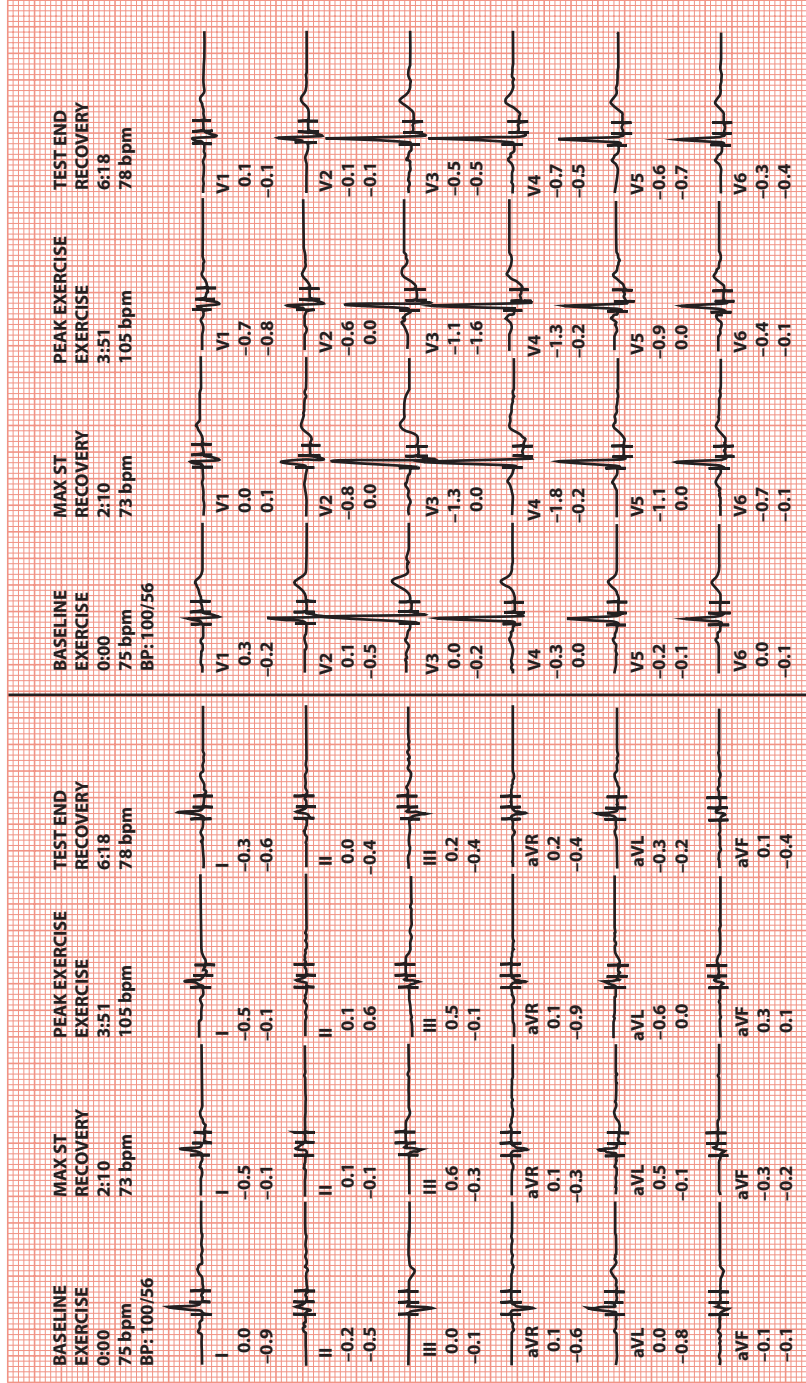 BASELINE
EXERCISE
0:00
75 bpm
BP: 100/56
MAX ST
RECOVERY
2:10
73 bpm
PEAK EXERCISE
EXERCISE
3:51
105 bpm
TEST END
RECOVERY
6:18
78 bpm
I
0.0
−0.9
I
−0.5
−0.1
I
−0.5
−0.1
I
−0.3
−0.6
II
−0.2
−0.5
II
0.1
−0.1
II
0.1
0.6
II
0.0
−0.4
III
0.0
−0.1
III
0.6
−0.3
III
0.5
−0.1
III
0.2
−0.4
aVR
0.1
−0.6
aVR
0.1
−0.3
aVR
0.1
−0.9
aVR
0.2
−0.4
aVL
0.0
−0.8
aVL
0.5
−0.1
aVL
−0.6
0.0
aVL
−0.3
−0.2
aVF
−0.1
−0.1
aVF
−0.3
−0.2
aVF
0.3
0.1
aVF
0.1
−0.4
BASELINE
EXERCISE
0:00
75 bpm
BP: 100/56
MAX ST
RECOVERY
2:10
73 bpm
PEAK EXERCISE
EXERCISE
3:51
105 bpm
TEST END
RECOVERY
6:18
78 bpm
V1
0.3
−0.2
V1
0.0
0.1
V1
−0.7
−0.8
V1
0.1
−0.1
V2
0.1
−0.5
V2
−0.8
0.0
V2
−0.6
0.0
V2
−0.1
−0.1
V3
0.0
−0.2
V3
−1.3
0.0
V3
−1.1
−1.6
V3
−0.5
−0.5
V4
−0.3
0.0
V4
−1.8
−0.2
V4
−1.3
−0.2
V4
−0.7
−0.5
V5
−0.2
−0.1
V5
−1.1
0.0
V5
−0.9
0.0
V5
−0.6
−0.7
V6
0.0
−0.1
V6
−0.7
−0.1
V6
−0.4
−0.1
V6
−0.3
−0.4